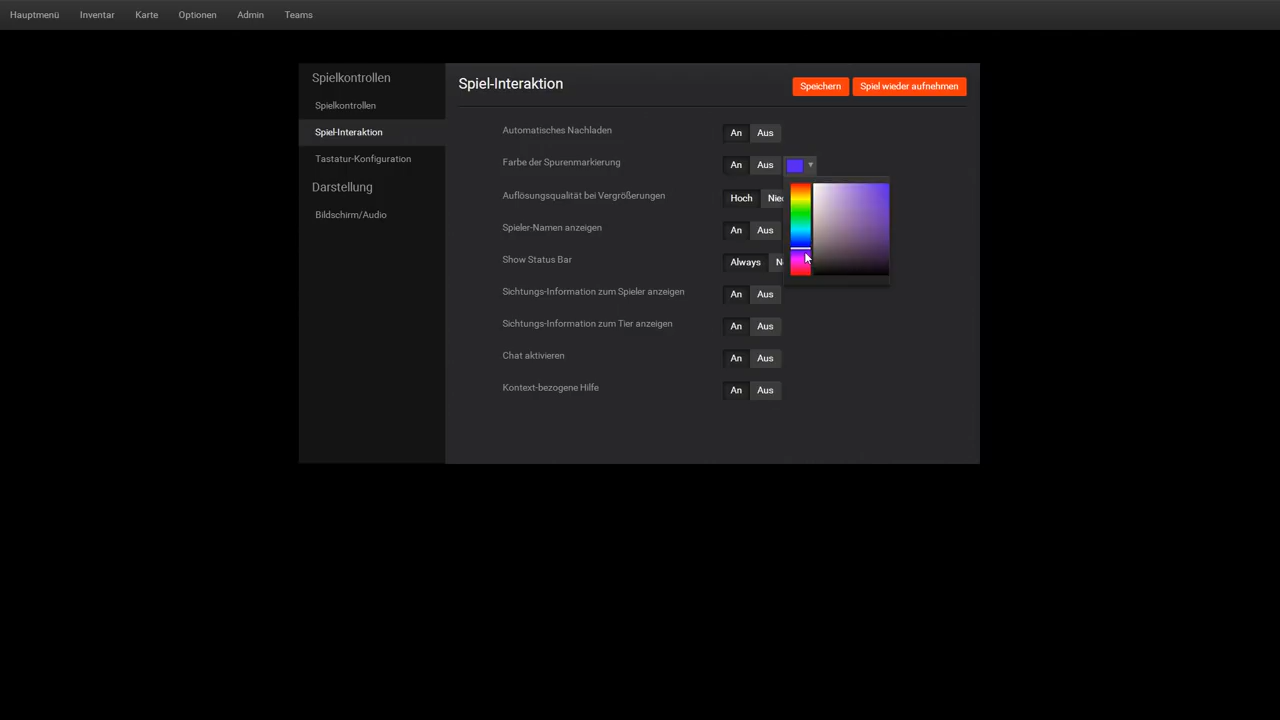 Hauptmenü Inventar Karte Optionen Admin Teams
Spielkontrollen
Spielkontrollen
Spiel-Interaktion
Tastatur-Konfiguration
Darstellung
Bildschirm/Audio
Spiel-Interaktion Speichern Spiel wieder aufnehmen
Automatisches Nachladen An Aus
Farbe der Spurenmarkierung An Aus
Auflösungsqualität bei Vergrößerungen Hoch
Spieler-Namen anzeigen An Aus
Show Status Bar Always
Sichtungs-Information zum Spieler anzeigen An Aus
Sichtungs-Information zum Tier anzeigen An Aus
Chat aktivieren An Aus
Kontext-bezogene Hilfe An Aus